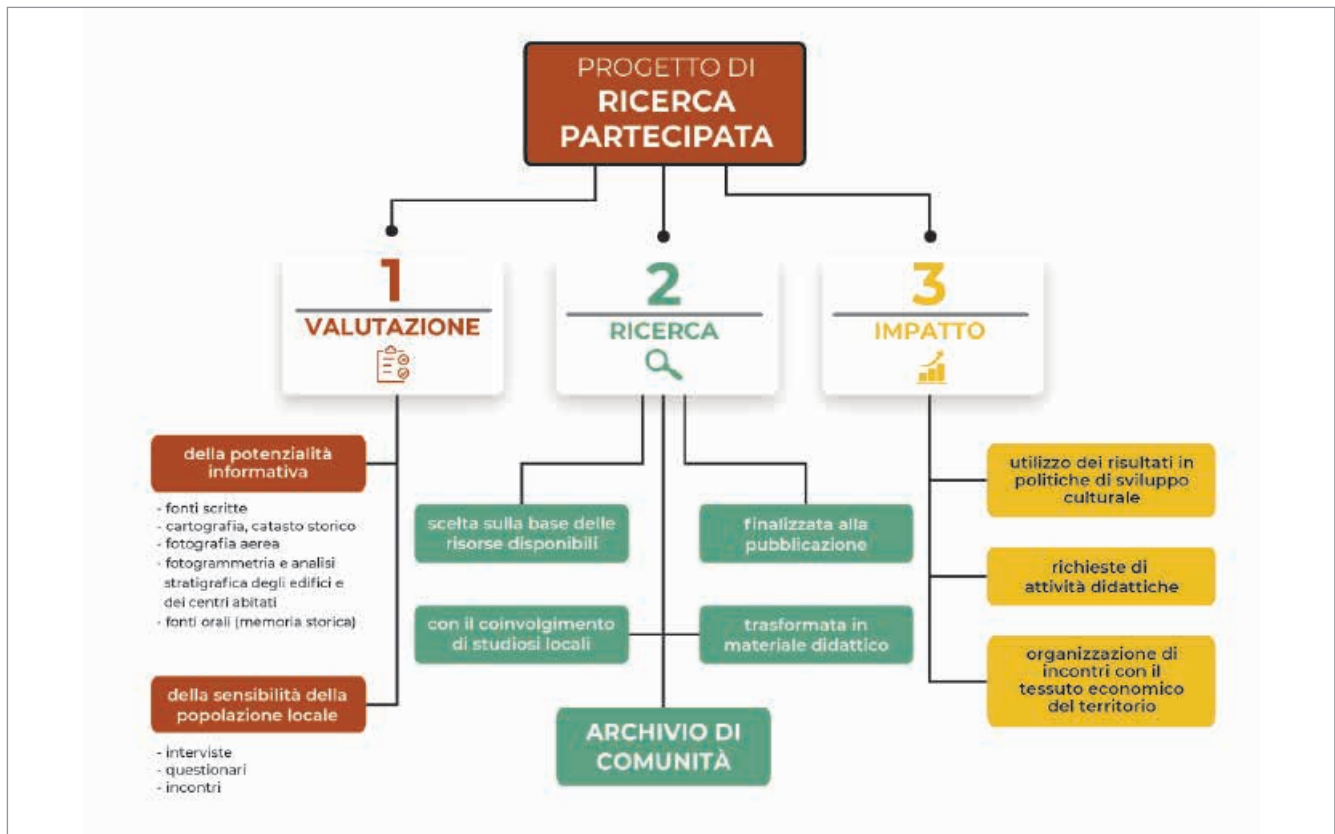 PROGETTO DI
RICERCA
PARTECIPATA
1
VALUTAZIONE
della potenzialità
informativa
- fonti scritte
- cartografia, catasto storico
- fotografia aerea
- fotogrammetria e analisi
stratigrafica degli edifici e
dei centri abitati
- fonti orali (memoria storica)
della sensibilità della
popolazione locale
- interviste
- questionari
- incontri
2
RICERCA
scelta sulla base delle
risorse disponibili
finalizzata alla
pubblicazione
con il coinvolgimento
di studiosi locali
trasformata in
materiale didattico
ARCHIVIO DI
COMUNITÀ
3
IMPATTO
utilizzo dei risultati in
politiche di sviluppo
culturale
richieste di
attività didattiche
organizzazione di
incontri con il
tessuto economico
del territorio